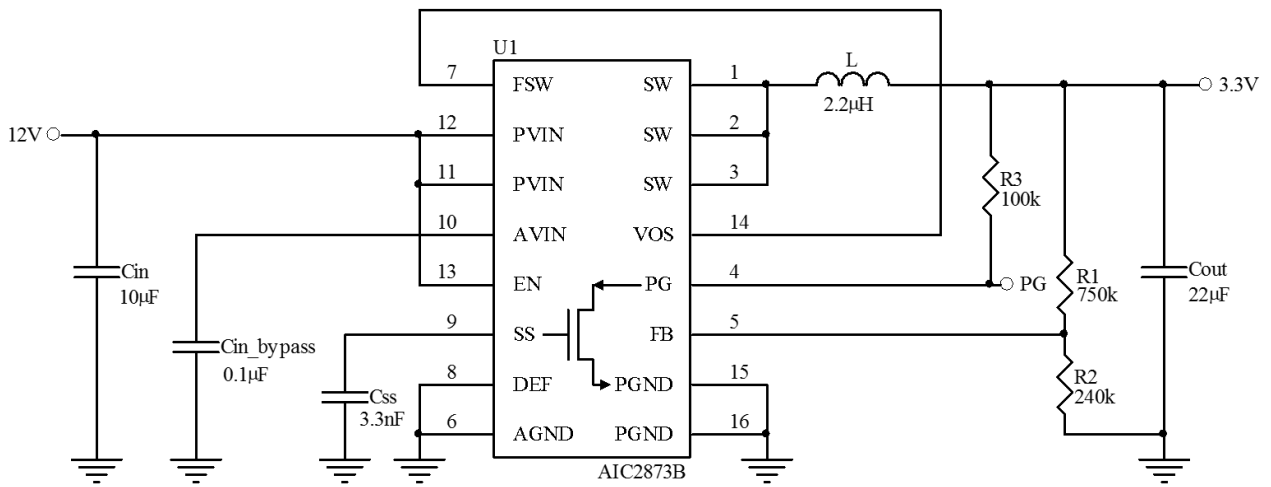 U1
7
FSW
SW
1
L
2.2µH
3.3V
12V
12
PVIN
SW
2
11
PVIN
SW
3
R3
100k
10
AVIN
VOS
14
Cin
10µF
13
EN
PG
4
PG
R1
750k
Cout
22µF
Cin_bypass
0.1µF
9
SS
FB
5
Css
3.3nF
8
DEF
PGND
15
R2
240k
6
AGND
PGND
16
AIC2873B